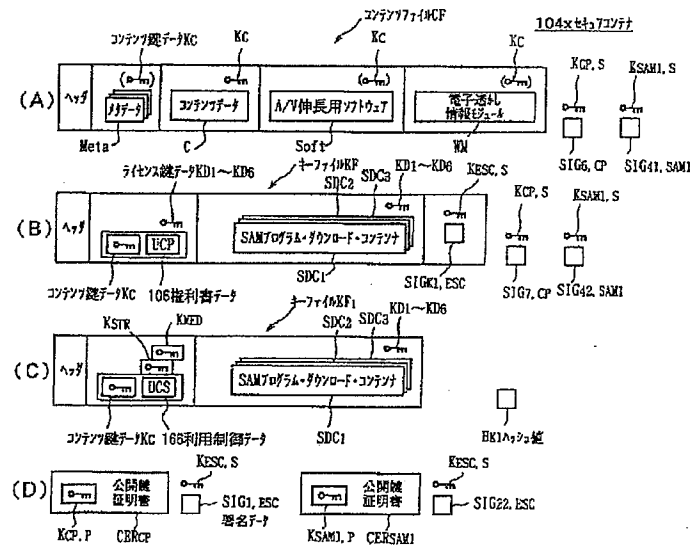 コンテンツファイルCF
104xセキュアコンテナ
コンテンツ鍵データKC
KC
KC
KC
KCP,S
KSAM1,S
(A)
ヘッダ
メタデータ
コンテンツデータ
A/V伸長用ソフトウェア
電子透かし
情報モジュール
Meta
C
Soft
WM
SIG6,CP
SIG41,SAM1
ライセンス鍵データKD1〜KD6
キーファイルKF
SDC2
SDC3
KD1〜KD6
KESC,S
KCP,S
KSAM1,S
(B)
ヘッダ
UCP
SAMプログラム・ダウンロード・コンテンナ
SIGK1,ESC
コンテンツ鍵データKC
106権利書データ
SDC1
SIG7,CP
SIG42,SAM1
キーファイルKF1
KMED
KSTR
SDC2
SDC3
KD1〜KD6
(C)
ヘッダ
UCS
SAMプログラム・ダウンロード・コンテンナ
コンテンツ鍵データKC
166利用制御データ
SDC1
HK1ハッシュ値
(D)
公開鍵
証明書
KESC,S
SIG1,ESC
署名データ
公開鍵
証明書
KESC,S
SIG22,ESC
KCP,P
CERCP
KSAM1,P
CERSAM1